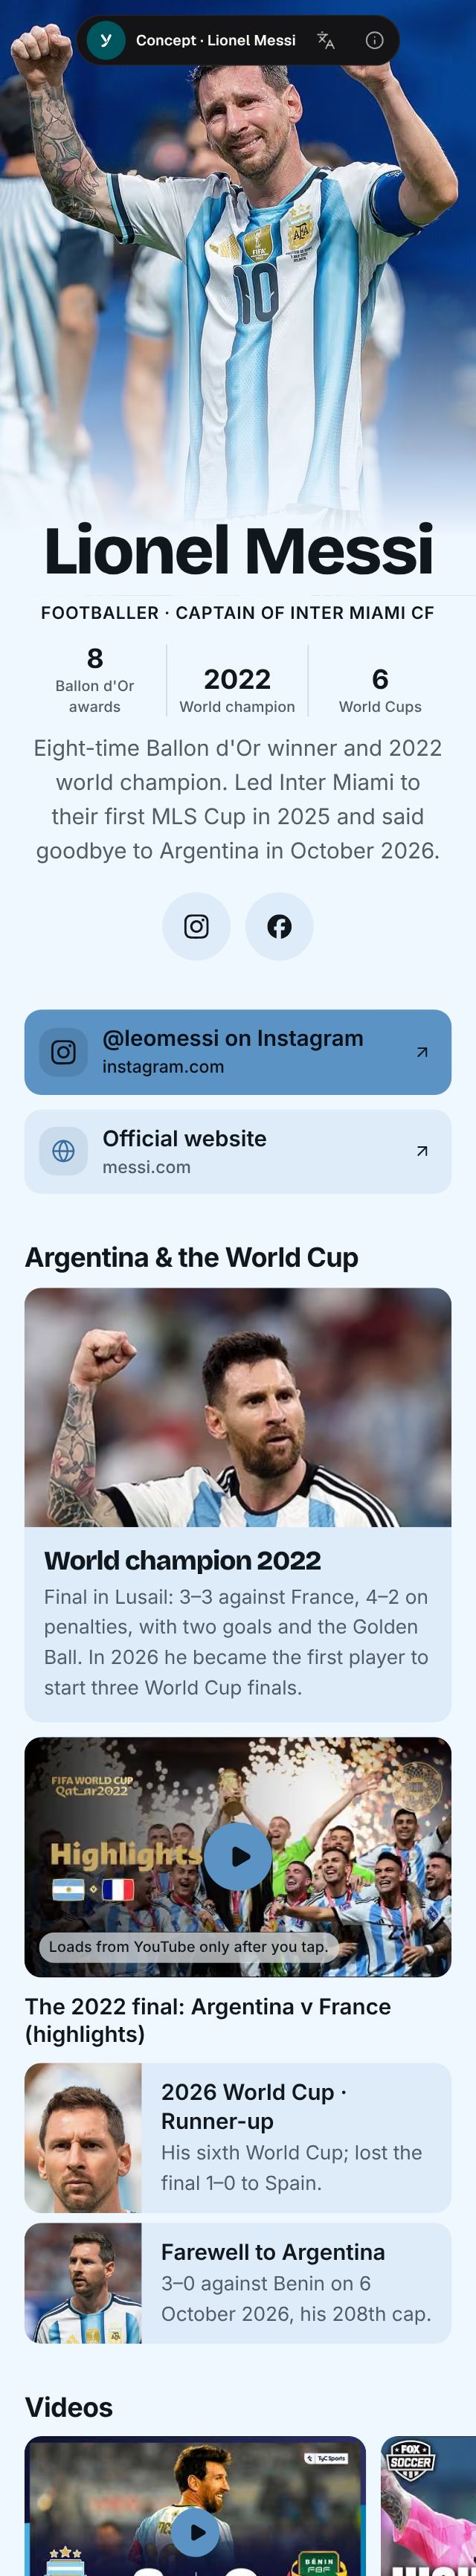 Concept · Lionel Messi
AFA
FIFA
10
Lionel Messi
FOOTBALLER · CAPTAIN OF INTER MIAMI CF
8
Ballon d'Or
awards
2022
World champion
6
World Cups
Eight-time Ballon d'Or winner and 2022
world champion. Led Inter Miami to
their first MLS Cup in 2025 and said
goodbye to Argentina in October 2026.
@leomessi on Instagram
instagram.com
Official website
messi.com
Argentina & the World Cup
World champion 2022
Final in Lusail: 3–3 against France, 4–2 on
penalties, with two goals and the Golden
Ball. In 2026 he became the first player to
start three World Cup finals.
FIFA WORLD CUP
Qatar2022
Highlights
Loads from YouTube only after you tap.
The 2022 final: Argentina v France
(highlights)
2026 World Cup ·
Runner-up
His sixth World Cup; lost the
final 1–0 to Spain.
Farewell to Argentina
3–0 against Benin on 6
October 2026, his 208th cap.
Videos
TyC Sports
FOX
SOCCER
BÉNIN
FBF